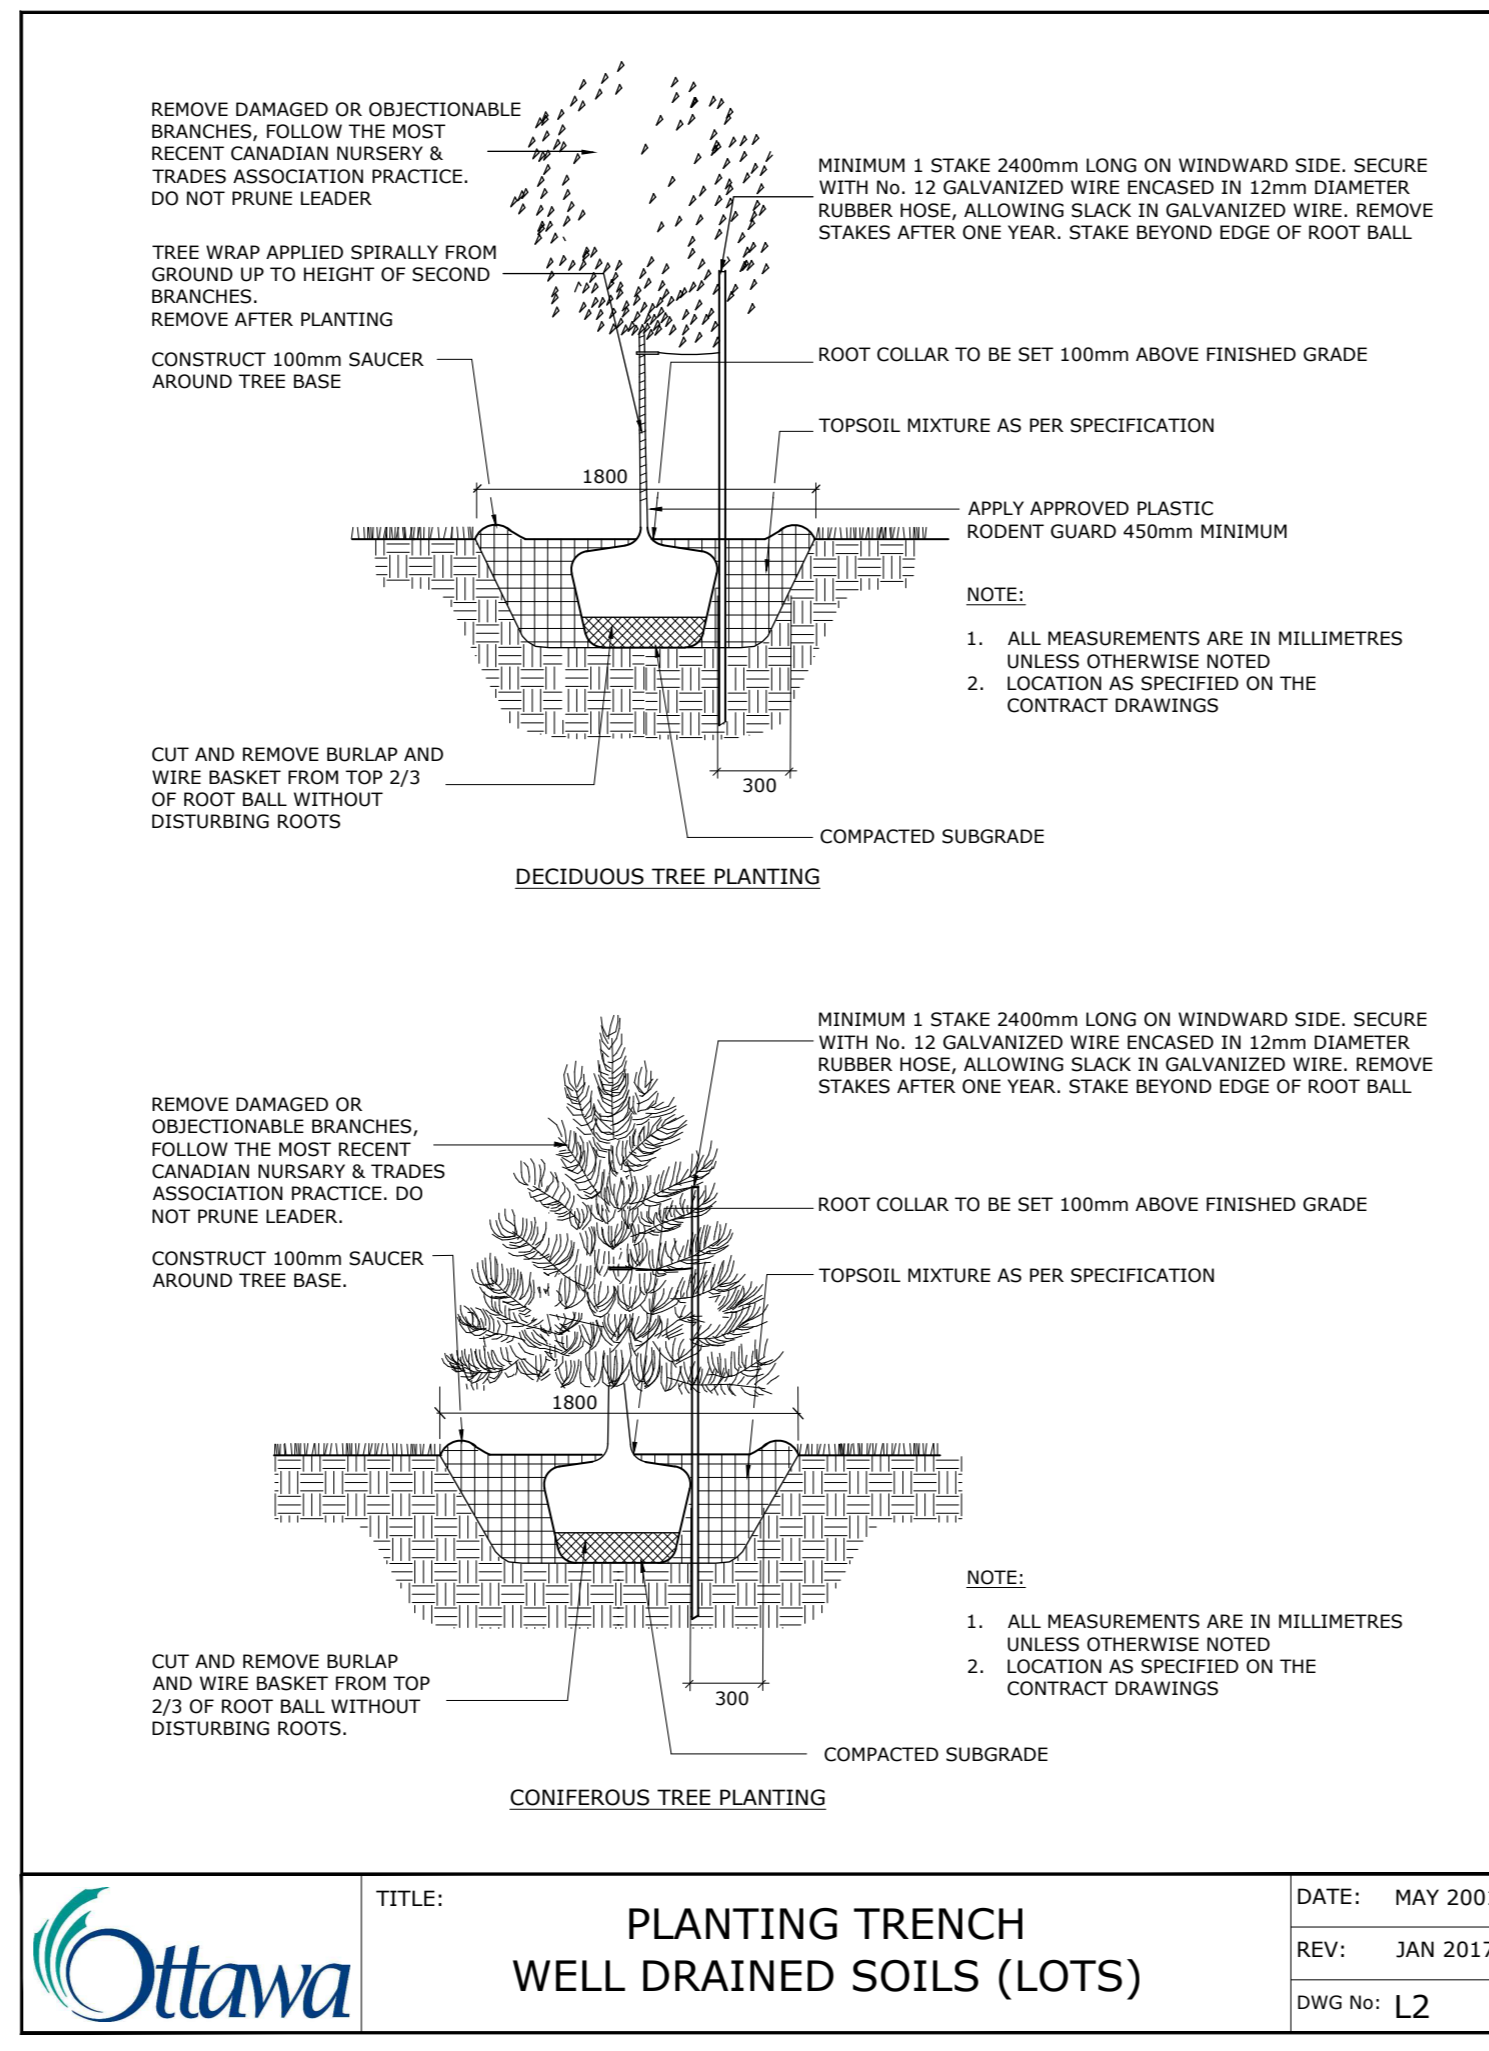 REMOVE DAMAGED OR OBJECTIONABLE
BRANCHES, FOLLOW THE MOST
RECENT CANADIAN NURSERY &
TRADES ASSOCIATION PRACTICE.
DO NOT PRUNE LEADER
MINIMUM 1 STAKE 2400mm LONG ON WINDWARD SIDE. SECURE
WITH No. 12 GALVANIZED WIRE ENCASED IN 12mm DIAMETER
RUBBER HOSE, ALLOWING SLACK IN GALVANIZED WIRE. REMOVE
STAKES AFTER ONE YEAR. STAKE BEYOND EDGE OF ROOT BALL
TREE WRAP APPLIED SPIRALLY FROM
GROUND UP TO HEIGHT OF SECOND
BRANCHES.
REMOVE AFTER PLANTING
CONSTRUCT 100mm SAUCER
AROUND TREE BASE
ROOT COLLAR TO BE SET 100mm ABOVE FINISHED GRADE
TOPSOIL MIXTURE AS PER SPECIFICATION
1800
APPLY APPROVED PLASTIC
RODENT GUARD 450mm MINIMUM
NOTE:
1. ALL MEASUREMENTS ARE IN MILLIMETRES
UNLESS OTHERWISE NOTED
2. LOCATION AS SPECIFIED ON THE
CONTRACT DRAWINGS
CUT AND REMOVE BURLAP AND
WIRE BASKET FROM TOP 2/3
OF ROOT BALL WITHOUT
DISTURBING ROOTS
300
COMPACTED SUBGRADE
DECIDUOUS TREE PLANTING
MINIMUM 1 STAKE 2400mm LONG ON WINDWARD SIDE. SECURE
WITH No. 12 GALVANIZED WIRE ENCASED IN 12mm DIAMETER
RUBBER HOSE, ALLOWING SLACK IN GALVANIZED WIRE. REMOVE
STAKES AFTER ONE YEAR. STAKE BEYOND EDGE OF ROOT BALL
REMOVE DAMAGED OR
OBJECTIONABLE BRANCHES,
FOLLOW THE MOST RECENT
CANADIAN NURSARY & TRADES
ASSOCIATION PRACTICE. DO
NOT PRUNE LEADER.
ROOT COLLAR TO BE SET 100mm ABOVE FINISHED GRADE
CONSTRUCT 100mm SAUCER
AROUND TREE BASE.
TOPSOIL MIXTURE AS PER SPECIFICATION
1800
NOTE:
1. ALL MEASUREMENTS ARE IN MILLIMETRES
UNLESS OTHERWISE NOTED
2. LOCATION AS SPECIFIED ON THE
CONTRACT DRAWINGS
CUT AND REMOVE BURLAP
AND WIRE BASKET FROM TOP
2/3 OF ROOT BALL WITHOUT
DISTURBING ROOTS.
300
COMPACTED SUBGRADE
CONIFEROUS TREE PLANTING
Ottawa
TITLE:
PLANTING TRENCH
WELL DRAINED SOILS (LOTS)
DATE: MAY
REV: JAN 2017
DWG No: L2